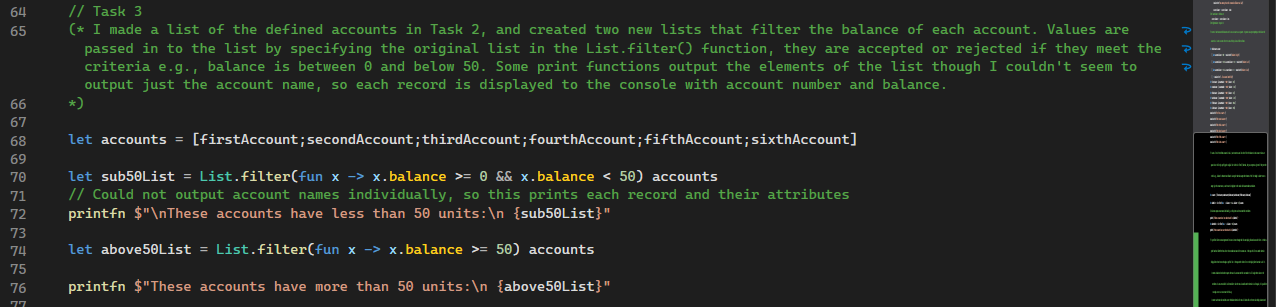 64 // Task 3
65 (* I made a list of the defined accounts in Task 2, and created two new lists that filter the balance of each account. Values are
passed in to the list by specifying the original list in the List.filter() function, they are accepted or rejected if they meet the
criteria e.g., balance is between 0 and below 50. Some print functions output the elements of the list though I couldn't seem to
output just the account name, so each record is displayed to the console with account number and balance.
66 *)
67
68 let accounts = [firstAccount;secondAccount;thirdAccount;fourthAccount;fifthAccount;sixthAccount]
69
70 let sub50List = List.filter(fun x -> x.balance >= 0 && x.balance < 50) accounts
71 // Could not output account names individually, so this prints each record and their attributes
72 printfn $"\nThese accounts have less than 50 units:\n {sub50List}"
73
74 let above50List = List.filter(fun x -> x.balance >= 50) accounts
75
76 printfn $"These accounts have more than 50 units:\n {above50List}"
77